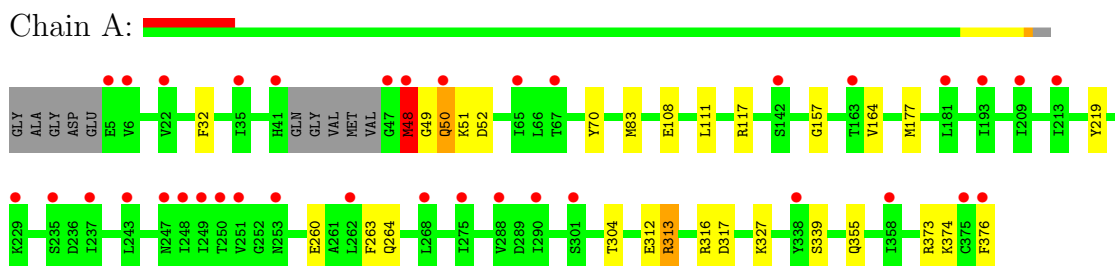 Chain A:
GLY ALA GLY ASP GLU E5 V6 V22 F32 I35 H41 GLN GLY VAL MET VAL G47 M48 G49 Q50 K51 D52 I65 L66 T67 Y70 M83 E108 L111 R117 S142 G157 T163 V164 M177 L181 I193 I209 I213 Y219
K229 S235 D236 I237 L243 N247 I248 I249 T250 V251 G252 N253 E260 A261 L262 F263 Q264 L268 I275 V288 D289 I290 S301 T304 E312 R313 R316 D317 K327 Y338 S339 Q355 I358 R373 K374 C375 F376